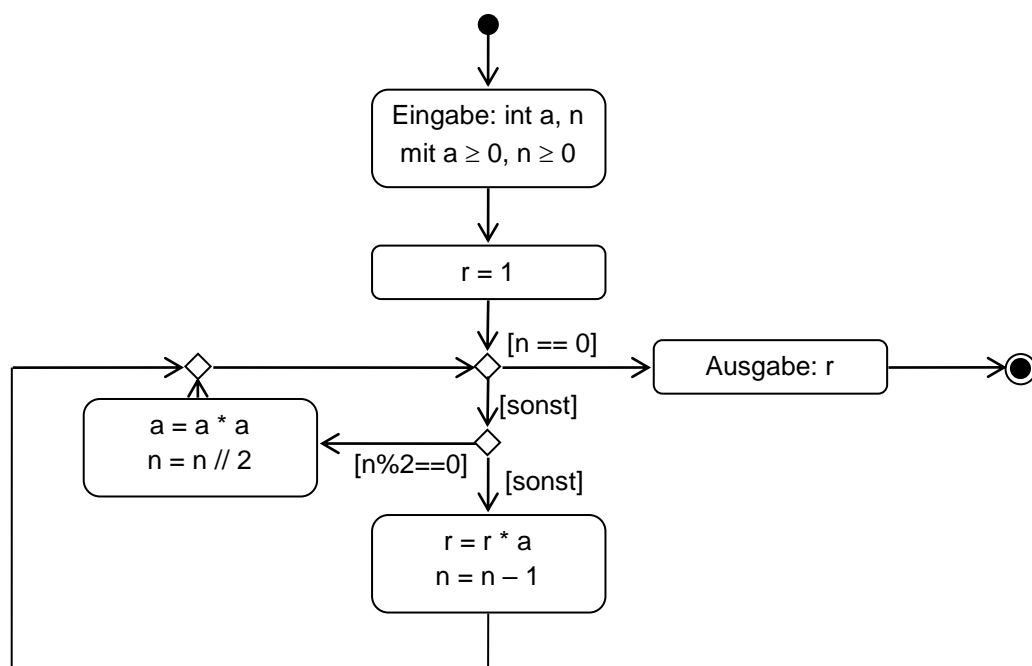 Eingabe: int a, n
mit a ≥ 0, n ≥ 0
r = 1
[n == 0]
Ausgabe: r
[sonst]
a = a * a
n = n // 2
[n%2==0]
[sonst]
r = r * a
n = n – 1